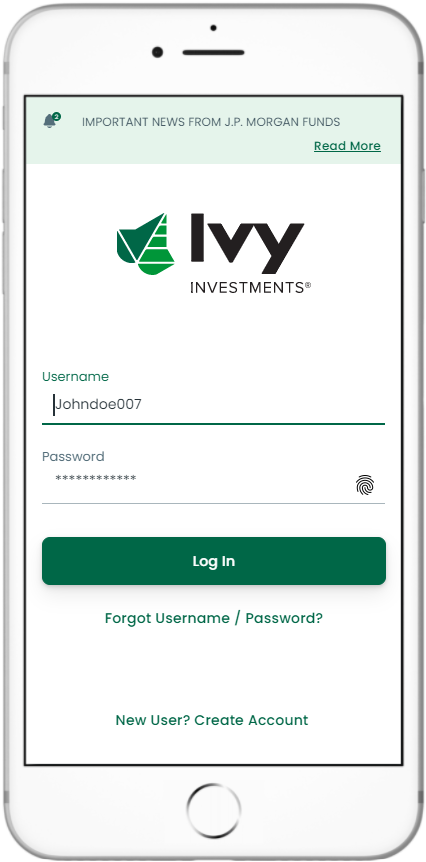 2
IMPORTANT NEWS FROM J.P. MORGAN FUNDS
Read More
Ivy
INVESTMENTS®
Username
Johndoe007
Password
************
Log In
Forgot Username / Password?
New User? Create Account